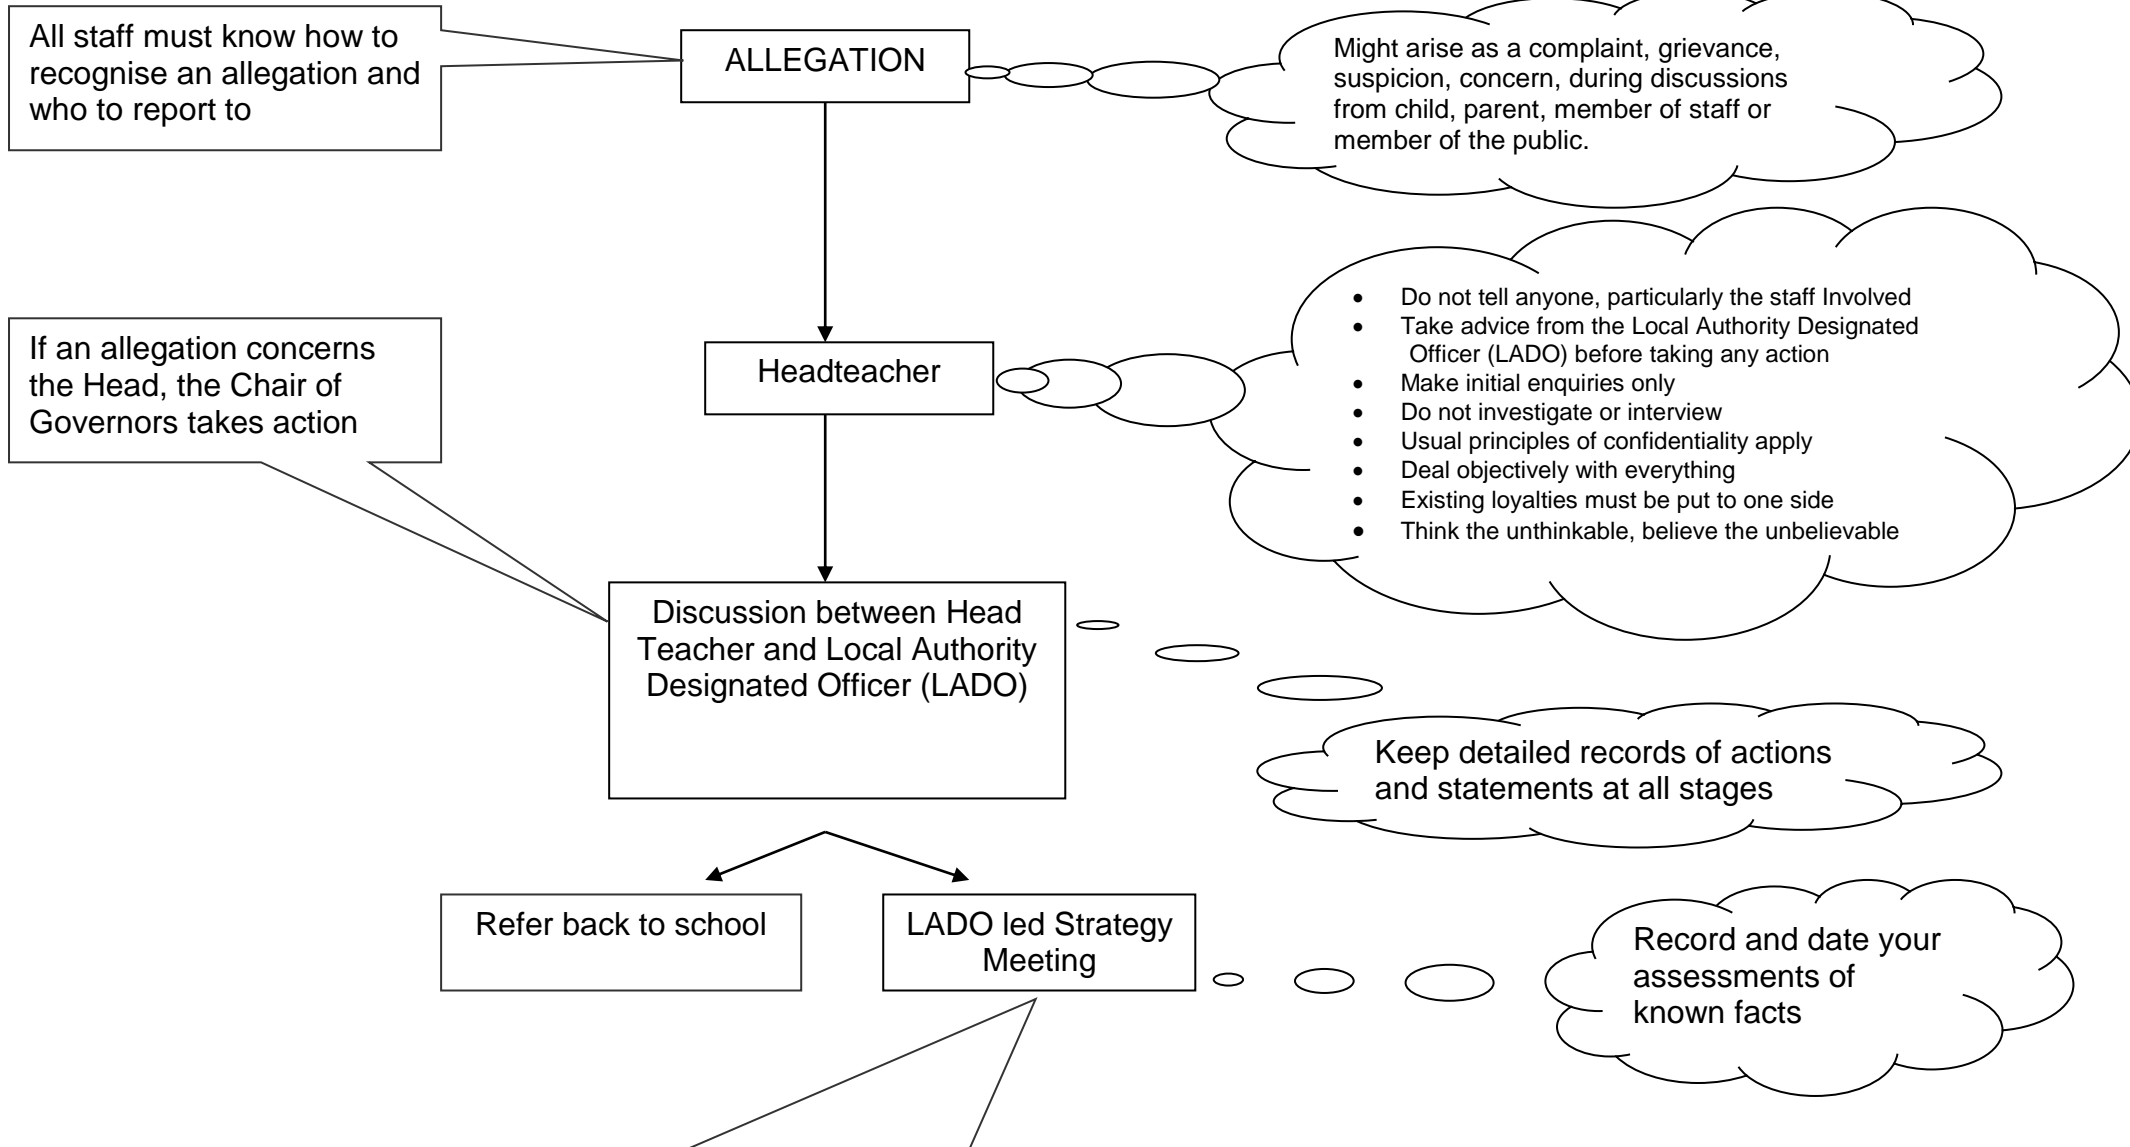 All staff must know how to
recognise an allegation and
who to report to
ALLEGATION
Might arise as a complaint, grievance,
suspicion, concern, during discussions
from child, parent, member of staff or
member of the public.
If an allegation concerns
the Head, the Chair of
Governors takes action
Headteacher
• Do not tell anyone, particularly the staff Involved
• Take advice from the Local Authority Designated
Officer (LADO) before taking any action
• Make initial enquiries only
• Do not investigate or interview
• Usual principles of confidentiality apply
• Deal objectively with everything
• Existing loyalties must be put to one side
• Think the unthinkable, believe the unbelievable
Discussion between Head
Teacher and Local Authority
Designated Officer (LADO)
Keep detailed records of actions
and statements at all stages
Refer back to school
LADO led Strategy
Meeting
Record and date your
assessments of
known facts